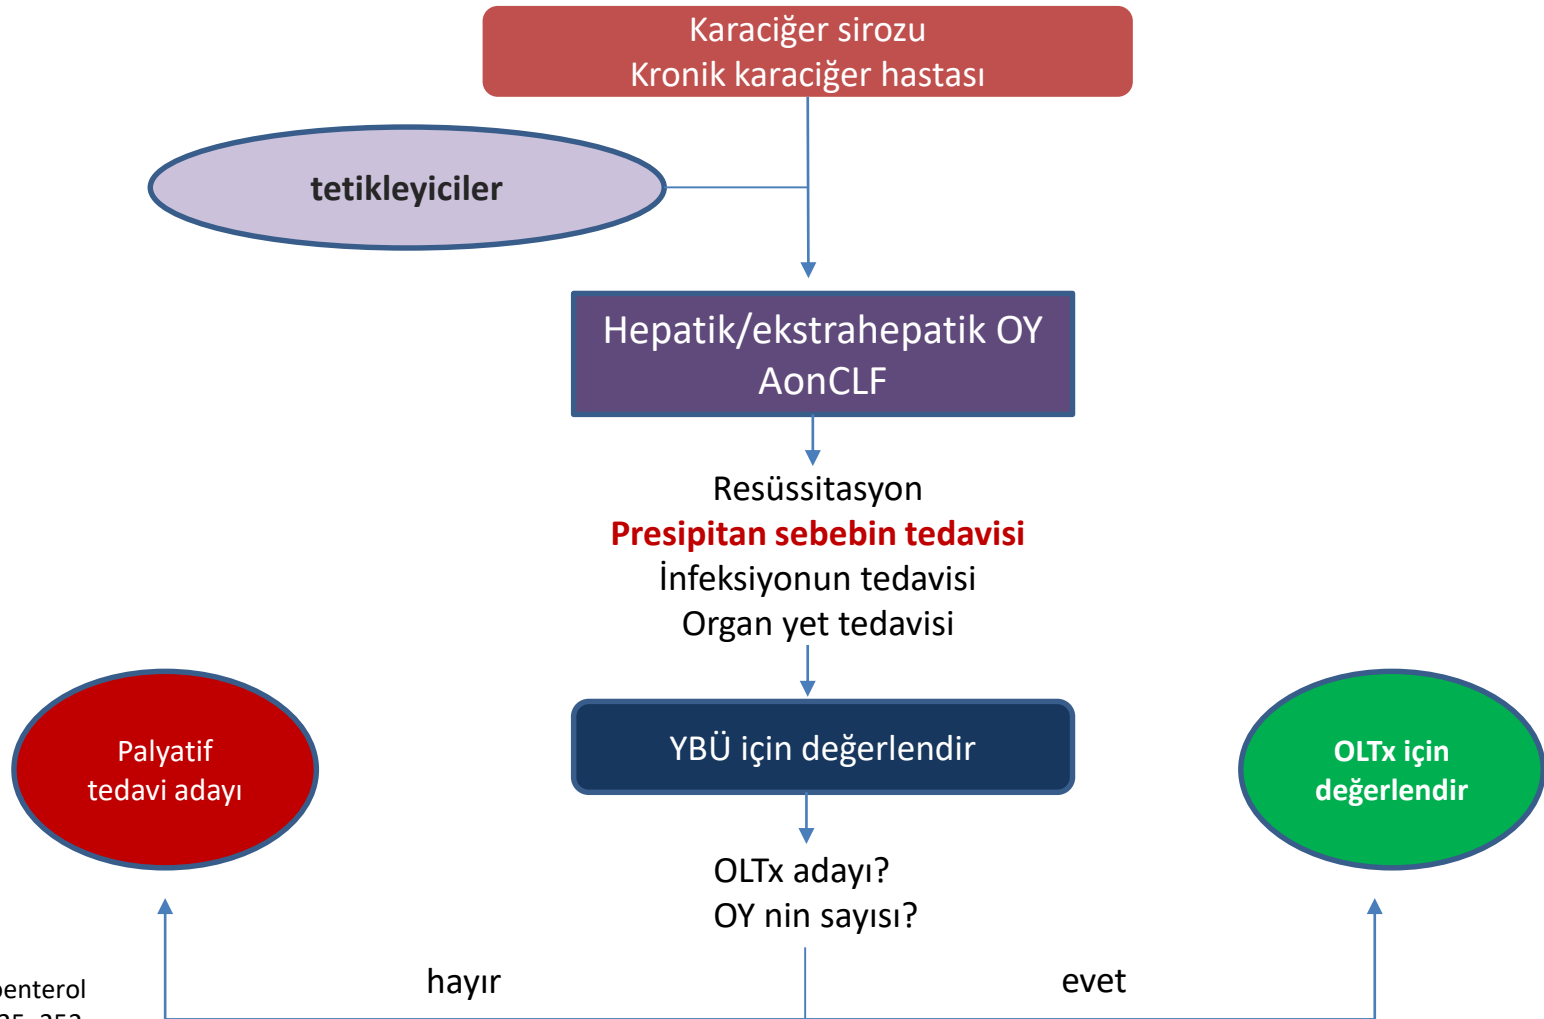 Karaciğer sirozu
Kronik karaciğer hastası
tetikleyiciler
Hepatik/ekstrahepatik OY
AonCLF
Resüssitasyon
Presipitan sebebin tedavisi
İnfeksiyonun tedavisi
Organ yet tedavisi
YBÜ için değerlendir
Palyatif
tedavi adayı
OLTx için
değerlendir
OLTx adayı?
OY nin sayısı?
hayır
evet